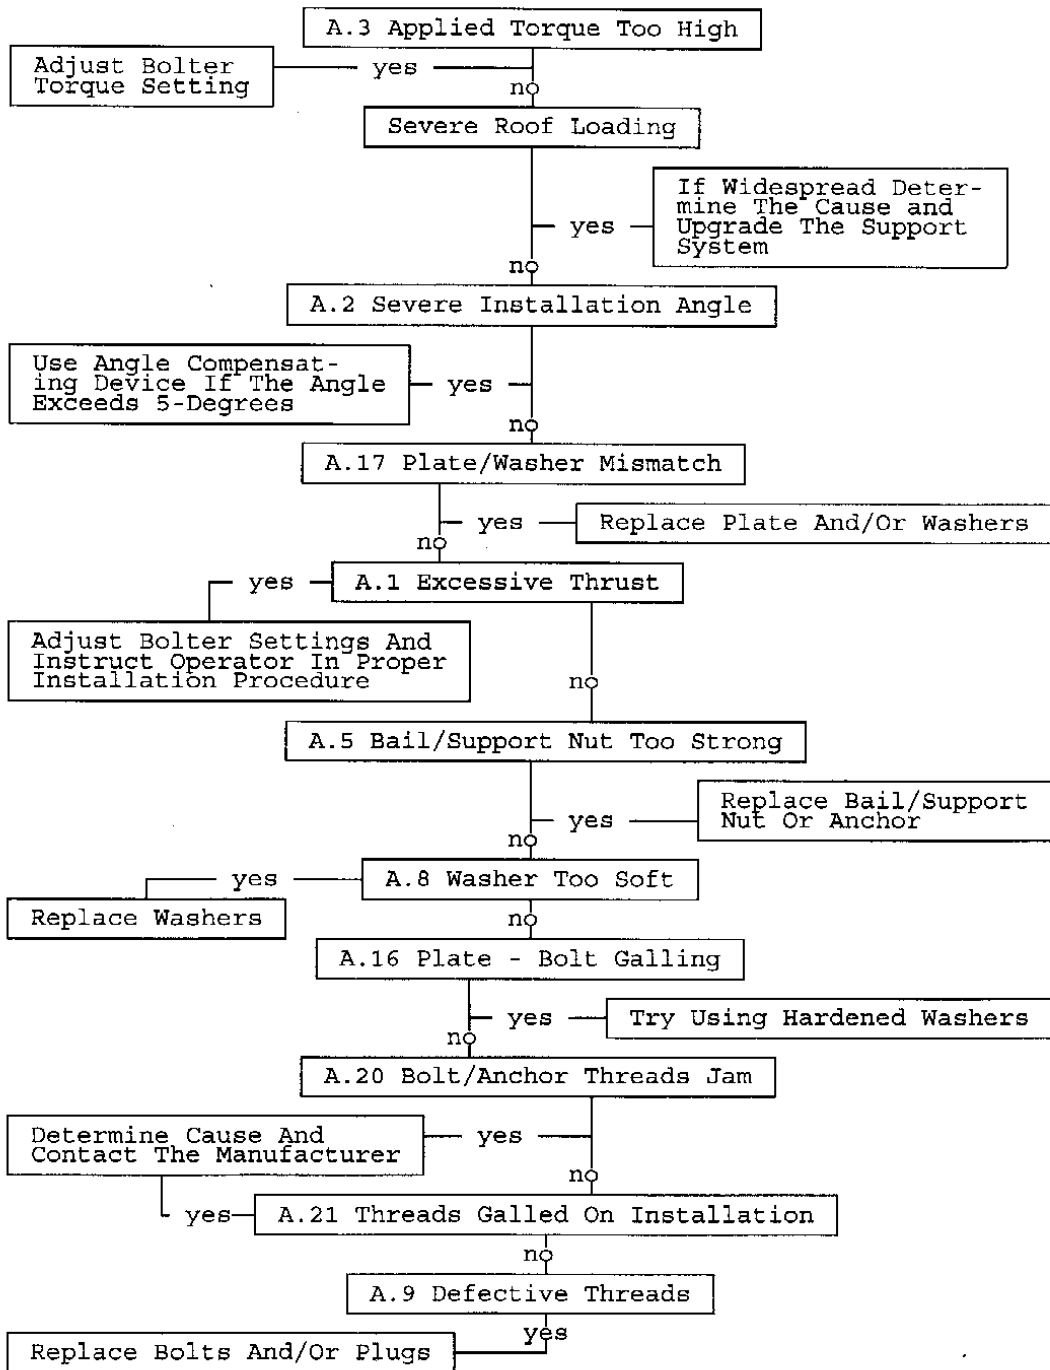 A.3 Applied Torque Too High
Adjust Bolter
Torque Setting
yes
no
Severe Roof Loading
If Widespread Deter-
mine The Cause and
Upgrade The Support
System
yes
no
A.2 Severe Installation Angle
Use Angle Compensat-
ing Device If The Angle
Exceeds 5-Degrees
yes
no
A.17 Plate/Washer Mismatch
yes
Replace Plate And/Or Washers
no
yes
A.1 Excessive Thrust
Adjust Bolter Settings And
Instruct Operator In Proper
Installation Procedure
no
A.5 Bail/Support Nut Too Strong
yes
Replace Bail/Support
Nut Or Anchor
no
yes
A.8 Washer Too Soft
Replace Washers
no
A.16 Plate - Bolt Galling
yes
Try Using Hardened Washers
no
A.20 Bolt/Anchor Threads Jam
Determine Cause And
Contact The Manufacturer
yes
no
yes
A.21 Threads Galled On Installation
no
A.9 Defective Threads
yes
Replace Bolts And/Or Plugs